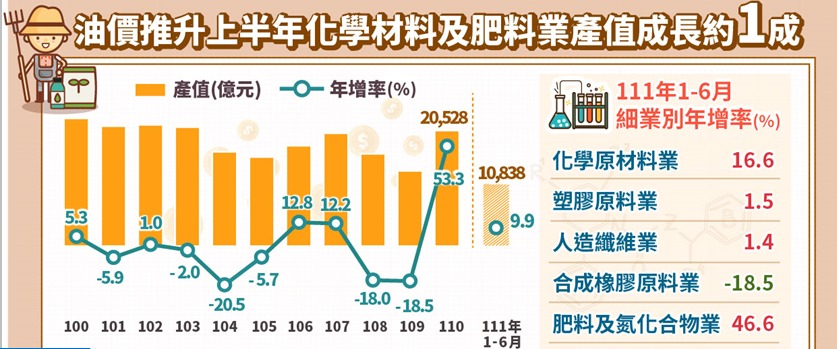 油價推升上半年化學材料及肥料業產值成長約1成
產值(億元) 年增率(%)
20,528
10,838
53.3
5.3
-5.9
1.0
-2.0
-20.5
-5.7
12.8
12.2
-18.0
-18.5
9.9
100 101 102 103 104 105 106 107 108 109 110 111年
1-6月
111年1-6月
細業別年增率(%)
化學原材料業 16.6
塑膠原料業 1.5
人造纖維業 1.4
合成橡膠原料業 -18.5
肥料及氮化合物業 46.6